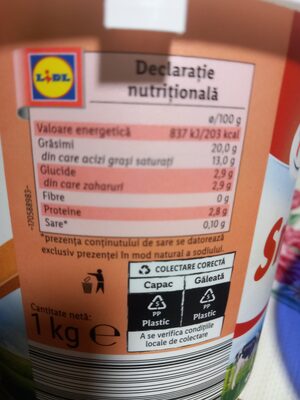 LIDL
Declarație
nutrițională
ø/100 g
Valoare energetică 837 kJ/203 kcal
Grăsimi 20,0 g
din care acizi grași saturați 13,0 g
Glucide 2,9 g
din care zaharuri 2,9 g
Fibre 0 g
Proteine 2,8 g
Sare* 0,10 g
*prezența conținutului de sare se datorează
exclusiv prezenței în mod natural a sodiului.
COLECTARE CORECTĂ
Capac Găleată
5 5
PP PP
Plastic Plastic
A se verifica condițiile
locale de colectare
Cantitate netă:
1 kg e